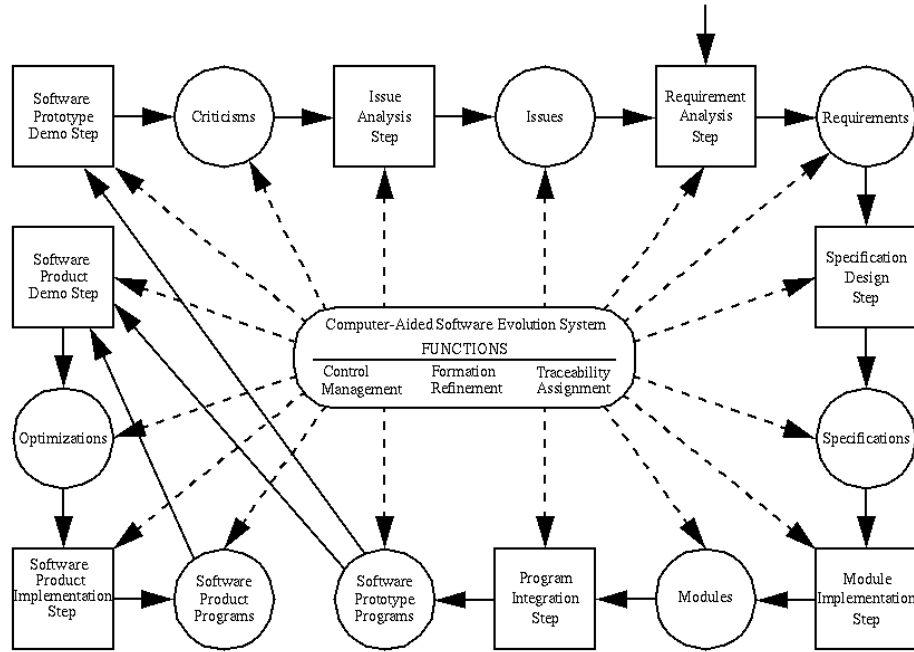 Software
Prototype
Demo Step
Criticisms
Issue
Analysis
Step
Issues
Requirement
Analysis
Step
Requirements
Software
Product
Demo Step
Specification
Design
Step
Computer-Aided Software Evolution System
FUNCTIONS
Control
Management
Formation
Refinement
Traceability
Assignment
Optimizations
Specifications
Software
Product
Implementation
Step
Software
Product
Programs
Software
Prototype
Programs
Program
Integration
Step
Modules
Module
Implementation
Step